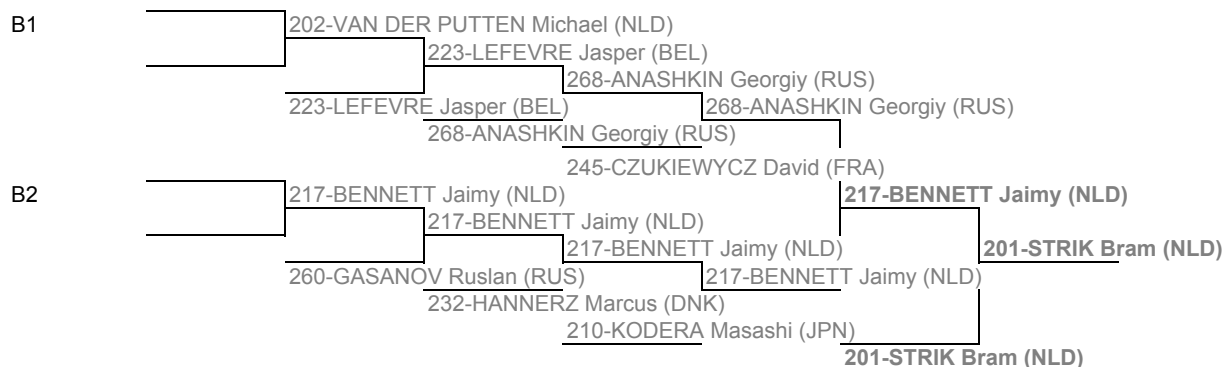 B1
202-VAN DER PUTTEN Michael (NLD)
223-LEFEVRE Jasper (BEL)
268-ANASHKIN Georgiy (RUS)
223-LEFEVRE Jasper (BEL)
268-ANASHKIN Georgiy (RUS)
268-ANASHKIN Georgiy (RUS)
245-CZUKIEWYCZ David (FRA)
B2
217-BENNETT Jaimy (NLD)
217-BENNETT Jaimy (NLD)
217-BENNETT Jaimy (NLD)
217-BENNETT Jaimy (NLD)
201-STRIK Bram (NLD)
260-GASANOV Ruslan (RUS)
217-BENNETT Jaimy (NLD)
232-HANNERZ Marcus (DNK)
210-KODERA Masashi (JPN)
201-STRIK Bram (NLD)